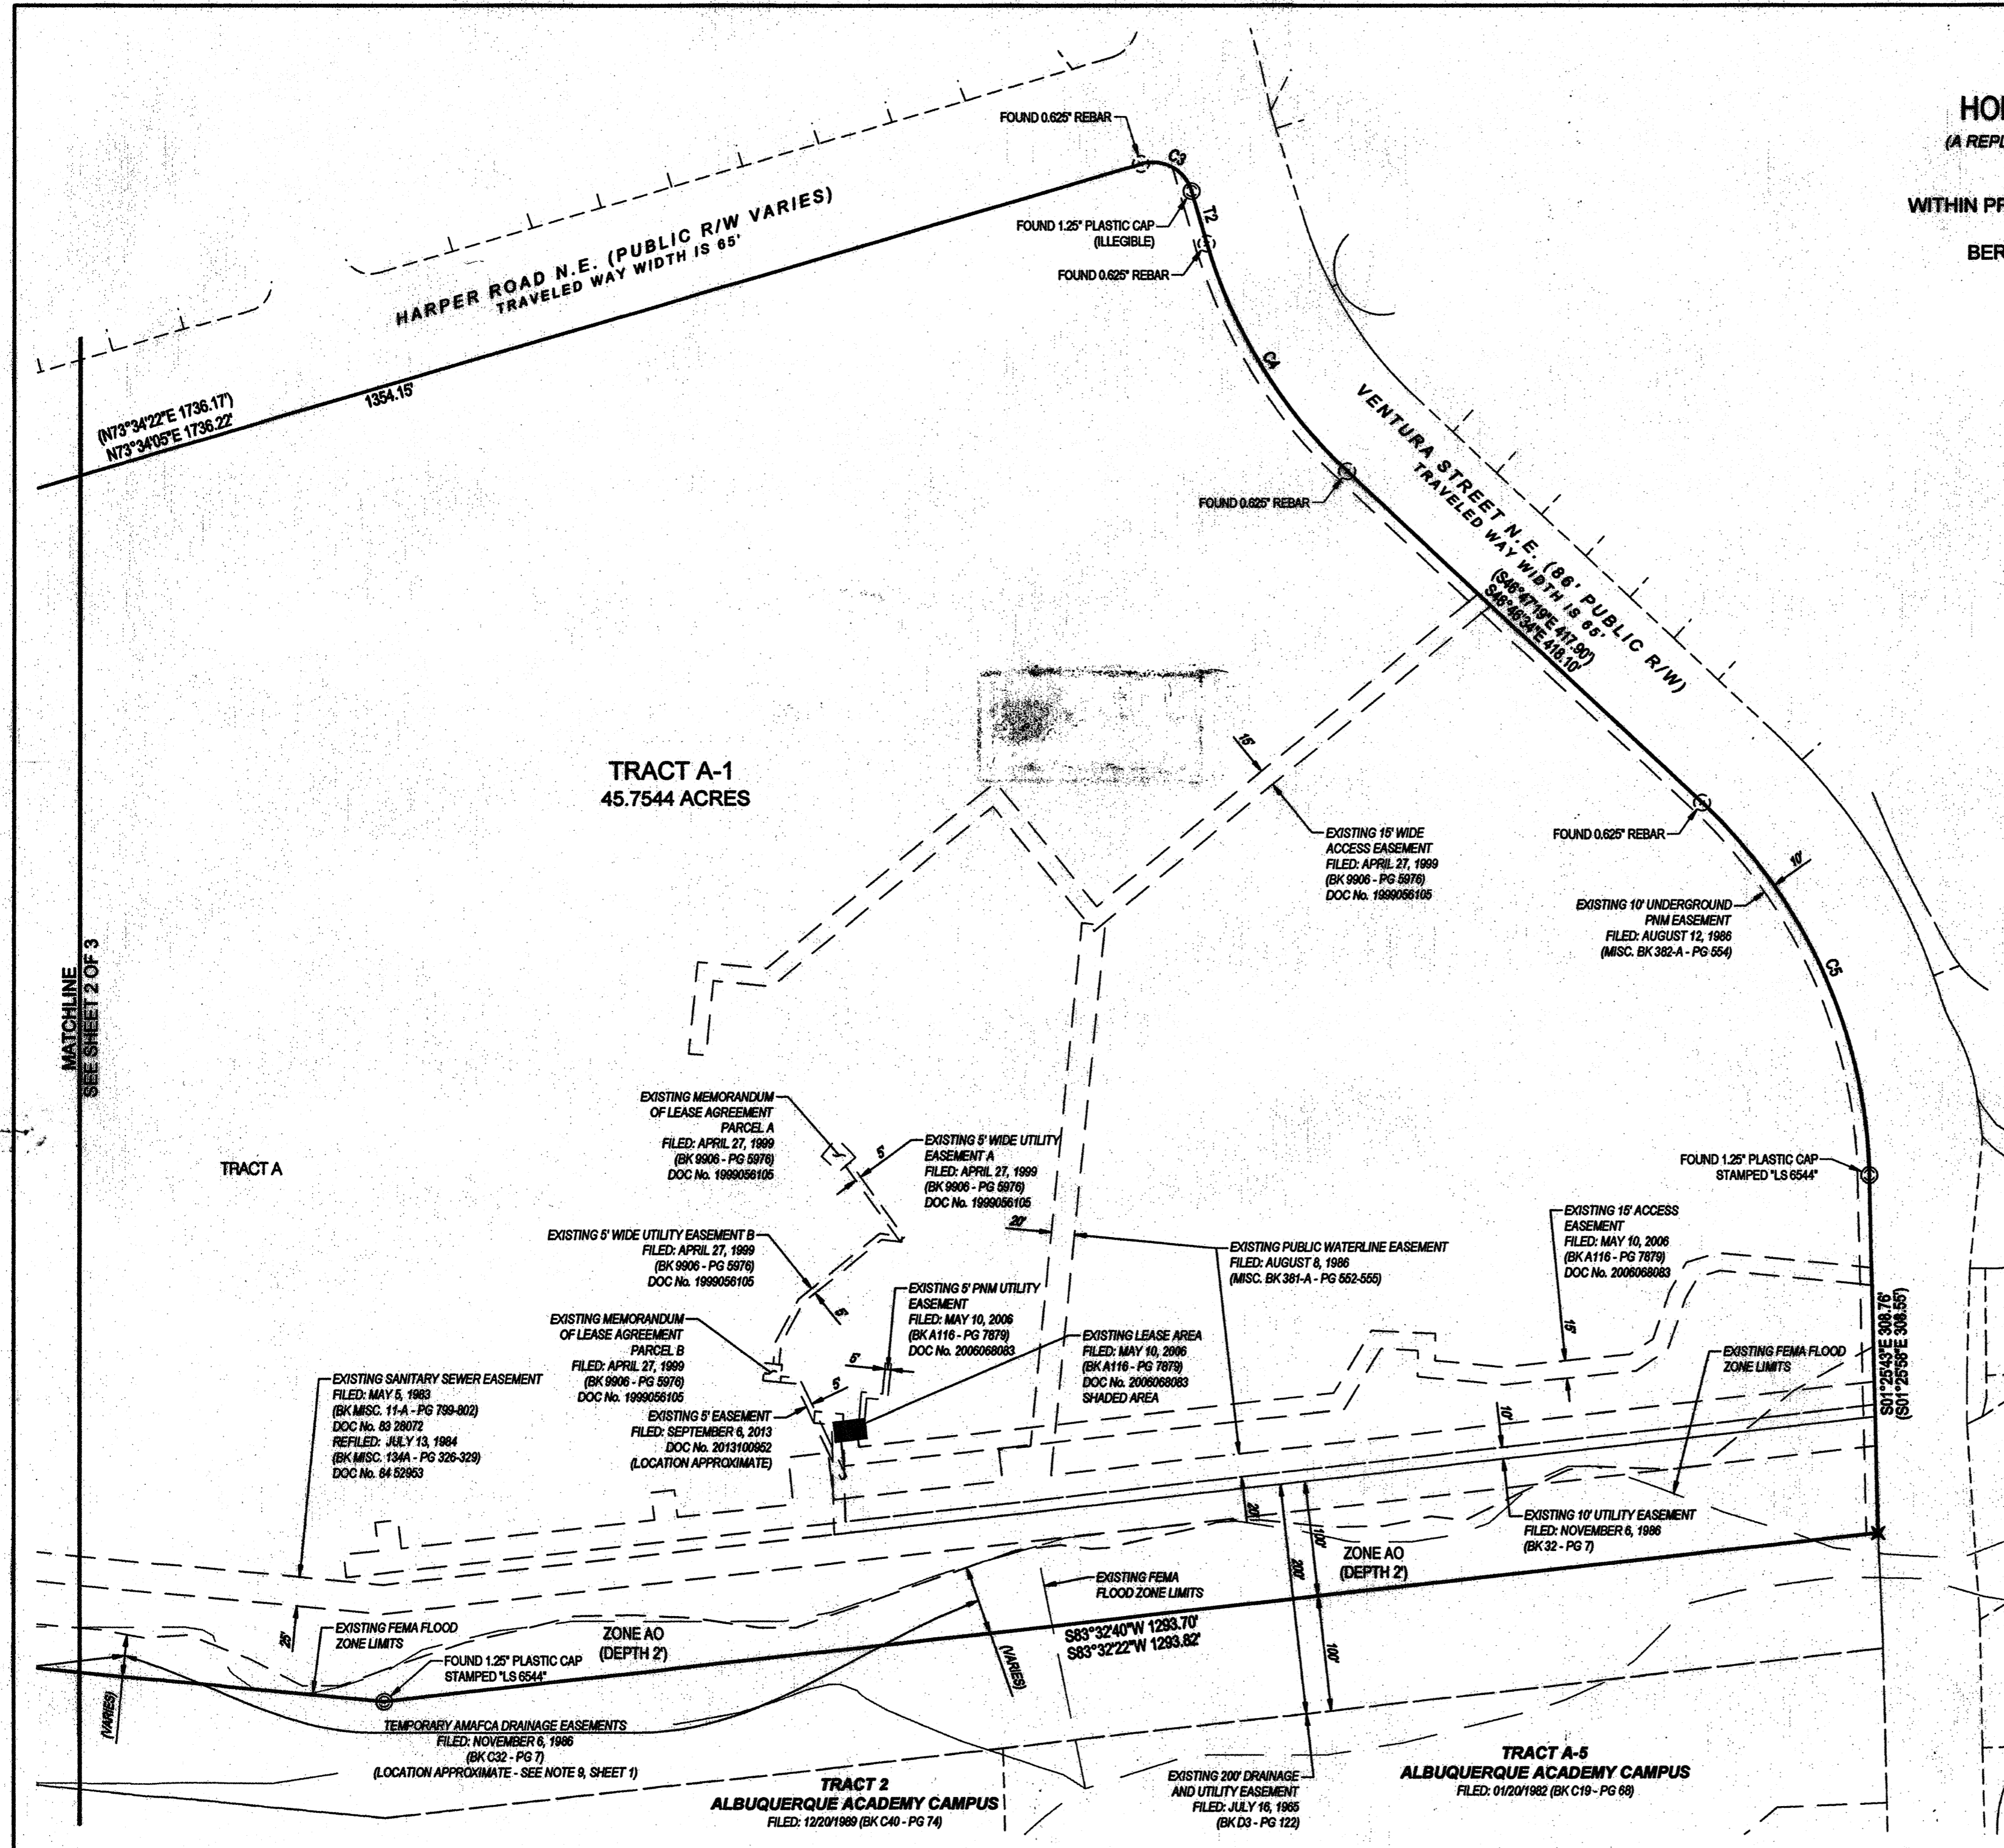 HO
(A REPL
WITHIN PR
BER
FOUND 0.625" REBAR
C3
FOUND 1.25" PLASTIC CAP
(ILLEGIBLE)
T2
FOUND 0.625" REBAR
HARPER ROAD N.E. (PUBLIC R/W VARIES)
TRAVELED WAY WIDTH IS 65'
C4
(N73°34'22"E 1736.17')
N73°34'05"E 1736.22'
1354.15'
VENTURA STREET N.E. (86' PUBLIC R/W)
TRAVELED WAY WIDTH IS 65'
(S46°47'19"E 417.90')
S46°46'34"E 418.10'
FOUND 0.625" REBAR
TRACT A-1
45.7544 ACRES
15'
EXISTING 15' WIDE
ACCESS EASEMENT
FILED: APRIL 27, 1999
(BK 9906 - PG 5976)
DOC No. 1999056105
FOUND 0.625" REBAR
10'
EXISTING 10' UNDERGROUND
PNM EASEMENT
FILED: AUGUST 12, 1986
(MISC. BK 382-A - PG 554)
C5
MATCHLINE
SEE SHEET 2 OF 3
TRACT A
EXISTING MEMORANDUM
OF LEASE AGREEMENT
PARCEL A
FILED: APRIL 27, 1999
(BK 9906 - PG 5976)
DOC No. 1999056105
5'
EXISTING 5' WIDE UTILITY
EASEMENT A
FILED: APRIL 27, 1999
(BK 9906 - PG 5976)
DOC No. 1999056105
20'
FOUND 1.25" PLASTIC CAP
STAMPED "LS 6544"
EXISTING 5' WIDE UTILITY EASEMENT B
FILED: APRIL 27, 1999
(BK 9906 - PG 5976)
DOC No. 1999056105
5'
EXISTING PUBLIC WATERLINE EASEMENT
FILED: AUGUST 8, 1986
(MISC. BK 381-A - PG 552-555)
EXISTING 15' ACCESS
EASEMENT
FILED: MAY 10, 2006
(BK A116 - PG 7879)
DOC No. 2006068083
15'
S01°25'43"E 308.76'
(S01°25'58"E 308.55')
EXISTING 5' PNM UTILITY
EASEMENT
FILED: MAY 10, 2006
(BK A116 - PG 7879)
DOC No. 2006068083
5'
EXISTING MEMORANDUM
OF LEASE AGREEMENT
PARCEL B
FILED: APRIL 27, 1999
(BK 9906 - PG 5976)
DOC No. 1999056105
5'
EXISTING LEASE AREA
FILED: MAY 10, 2006
(BK A116 - PG 7879)
DOC No. 2006068083
SHADED AREA
EXISTING FEMA FLOOD
ZONE LIMITS
EXISTING SANITARY SEWER EASEMENT
FILED: MAY 5, 1983
(BK MISC. 11-A - PG 799-802)
DOC No. 83 28072
REFILED: JULY 13, 1984
(BK MISC. 134A - PG 326-329)
DOC No. 84 52953
EXISTING 5' EASEMENT
FILED: SEPTEMBER 6, 2013
DOC No. 2013100952
(LOCATION APPROXIMATE)
10'
20'
100'
200'
EXISTING 10' UTILITY EASEMENT
FILED: NOVEMBER 6, 1986
(BK 32 - PG 7)
ZONE AO
(DEPTH 2')
EXISTING FEMA
FLOOD ZONE LIMITS
25'
EXISTING FEMA FLOOD
ZONE LIMITS
ZONE AO
(DEPTH 2')
FOUND 1.25" PLASTIC CAP
STAMPED "LS 6544"
S83°32'40"W 1293.70'
S83°32'22"W 1293.82'
(VARIES)
100'
(VARIES)
TEMPORARY AMAFCA DRAINAGE EASEMENTS
FILED: NOVEMBER 6, 1986
(BK C32 - PG 7)
(LOCATION APPROXIMATE - SEE NOTE 9, SHEET 1)
TRACT 2
ALBUQUERQUE ACADEMY CAMPUS
FILED: 12/20/1989 (BK C40 - PG 74)
EXISTING 200' DRAINAGE
AND UTILITY EASEMENT
FILED: JULY 16, 1965
(BK D3 - PG 122)
TRACT A-5
ALBUQUERQUE ACADEMY CAMPUS
FILED: 01/20/1982 (BK C19 - PG 68)